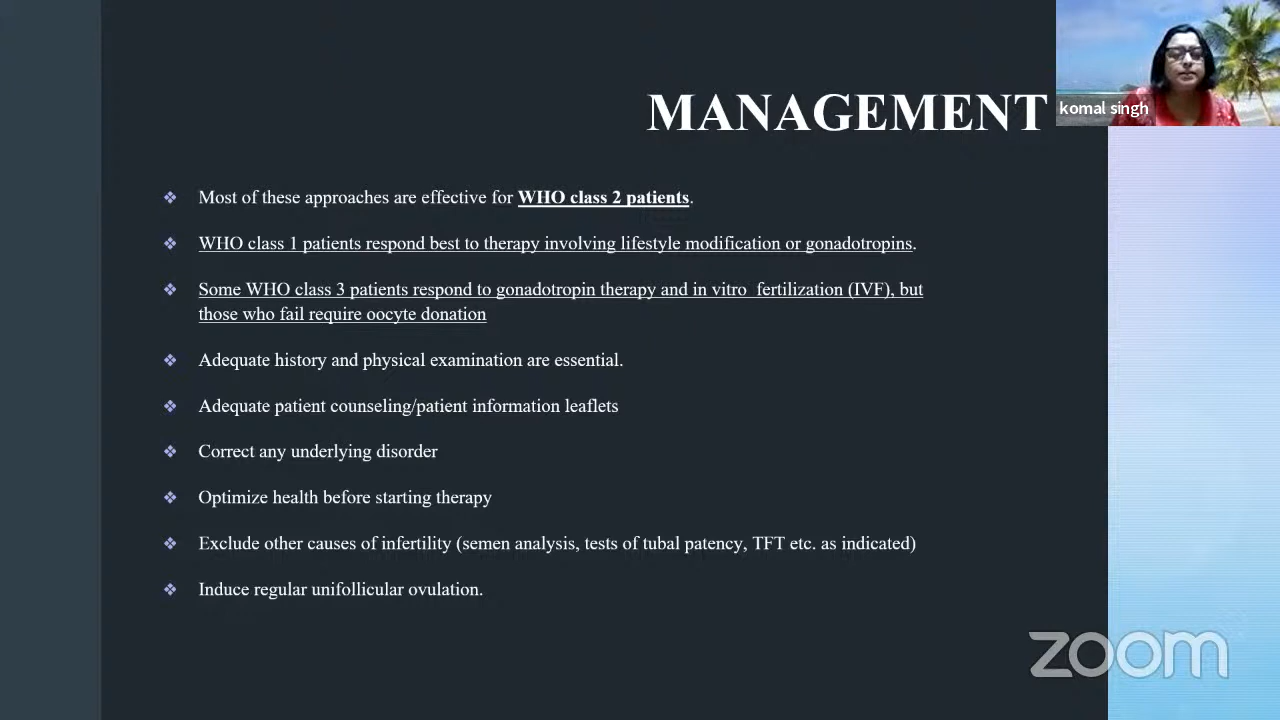 MANAGEMENT
komal singh
❖ Most of these approaches are effective for WHO class 2 patients.
❖ WHO class 1 patients respond best to therapy involving lifestyle modification or gonadotropins.
❖ Some WHO class 3 patients respond to gonadotropin therapy and in vitro  fertilization (IVF), but
those who fail require oocyte donation
❖ Adequate history and physical examination are essential.
❖ Adequate patient counseling/patient information leaflets
❖ Correct any underlying disorder
❖ Optimize health before starting therapy
❖ Exclude other causes of infertility (semen analysis, tests of tubal patency, TFT etc. as indicated)
❖ Induce regular unifollicular ovulation.
zoom